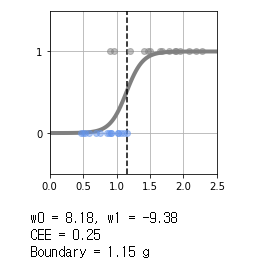 1
0
0.0 0.5 1.0 1.5 2.0 2.5
w0 = 8.18, w1 = -9.38
CEE = 0.25
Boundary = 1.15 g